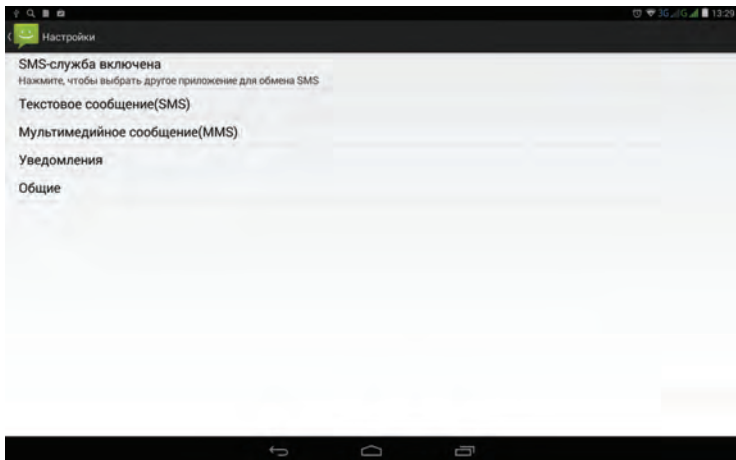 3G G 13:29
Настройки
SMS-служба включена
Нажмите, чтобы выбрать другое приложение для обмена SMS
Текстовое сообщение(SMS)
Мультимедийное сообщение(MMS)
Уведомления
Общие